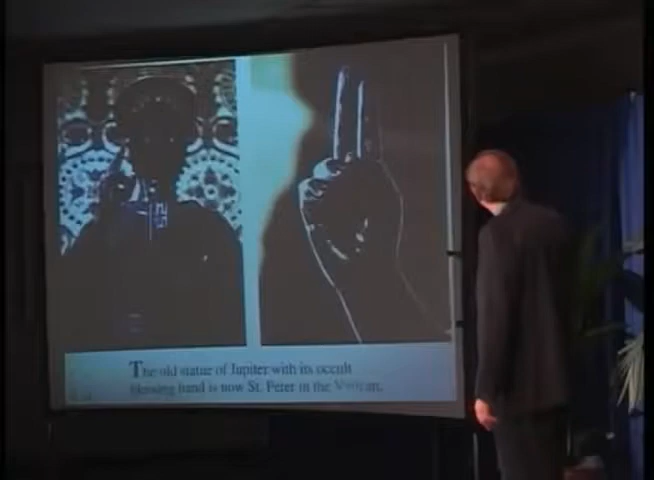 The old statue of Jupiter with its occult
blessing hand is now St. Peter in the Vatican.